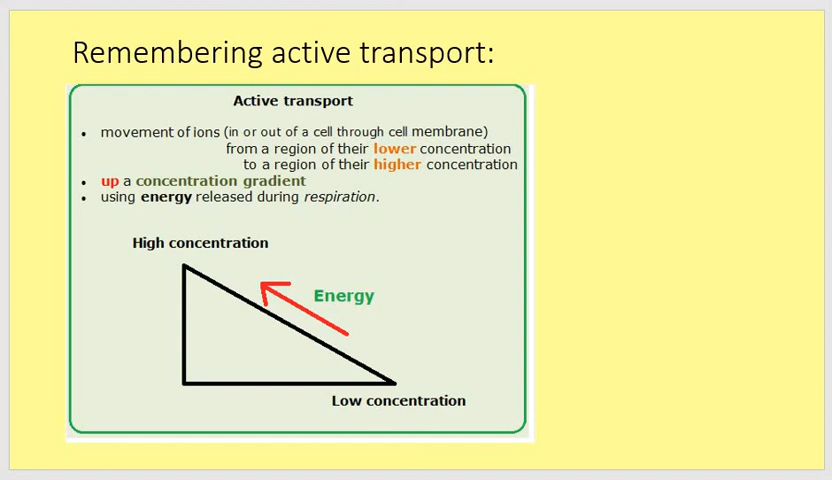 Remembering active transport:
Active transport
• movement of ions (in or out of a cell through cell membrane)
from a region of their lower concentration
to a region of their higher concentration
• up a concentration gradient
• using energy released during respiration.
High concentration
Energy
Low concentration